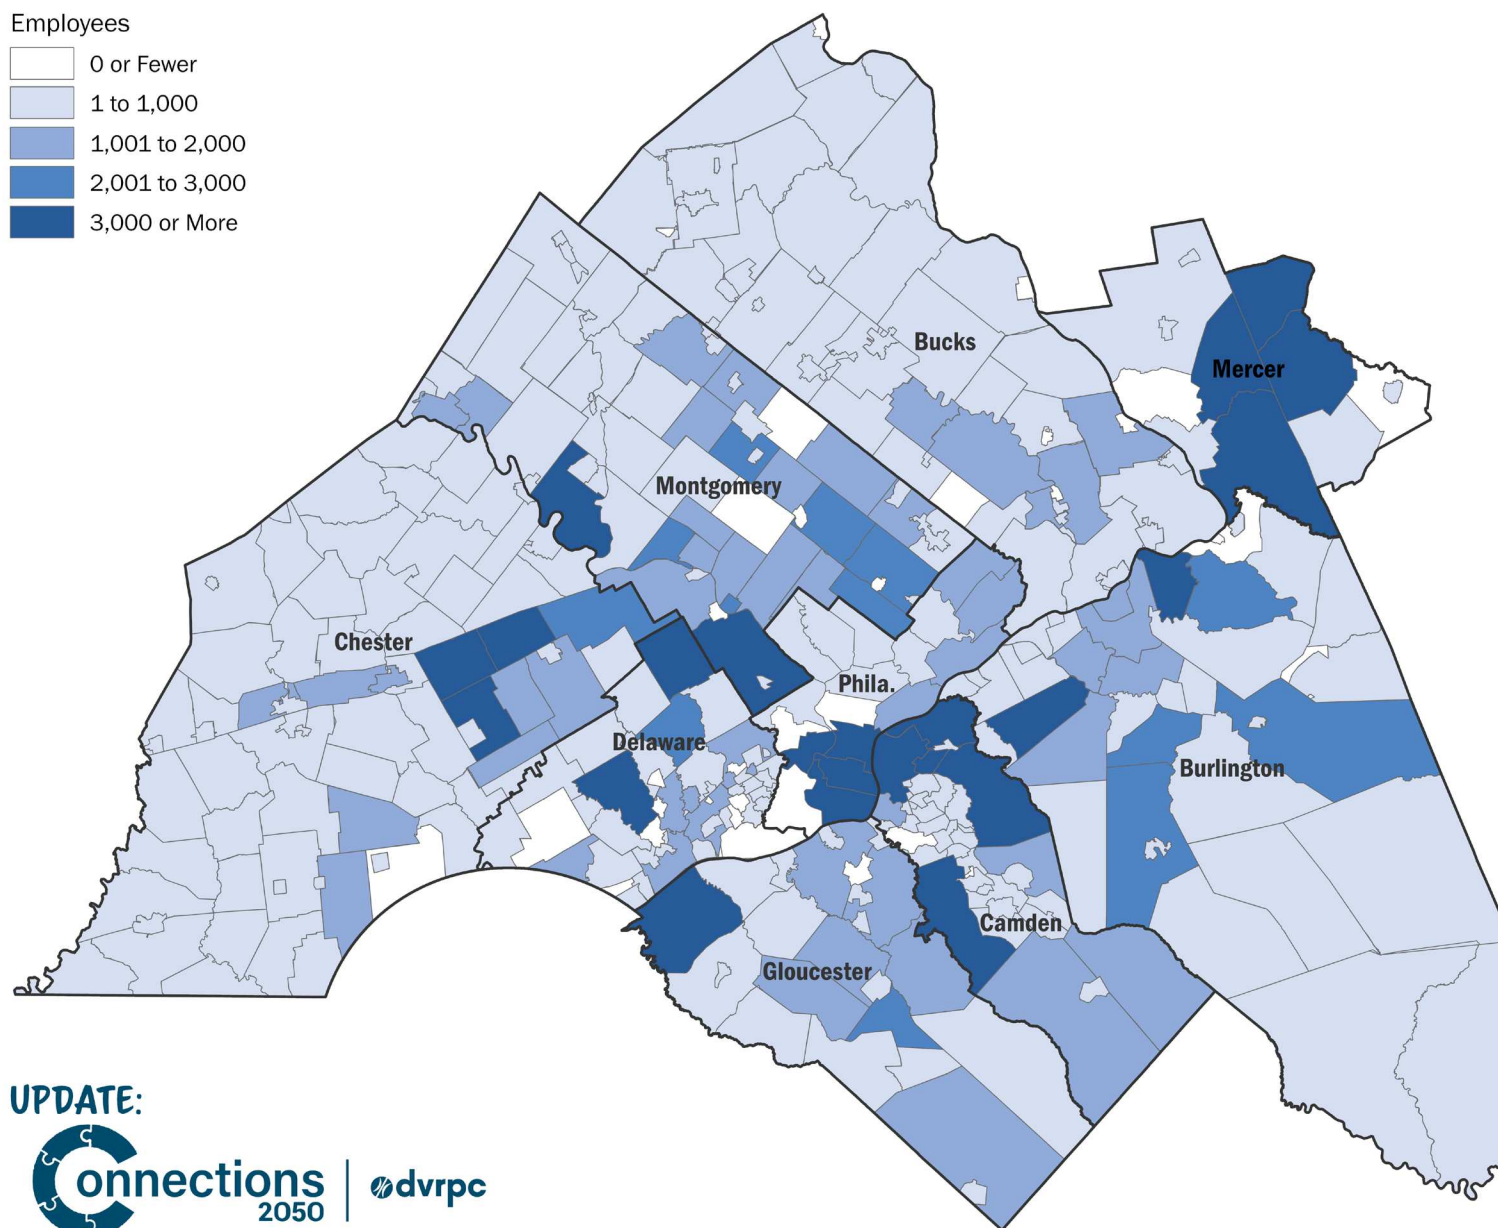 Employees
0 or Fewer
1 to 1,000
1,001 to 2,000
2,001 to 3,000
3,000 or More
Bucks
Mercer
Montgomery
Chester
Phila.
Delaware
Burlington
Camden
Gloucester
UPDATE:
Connections
2050
dvrpc